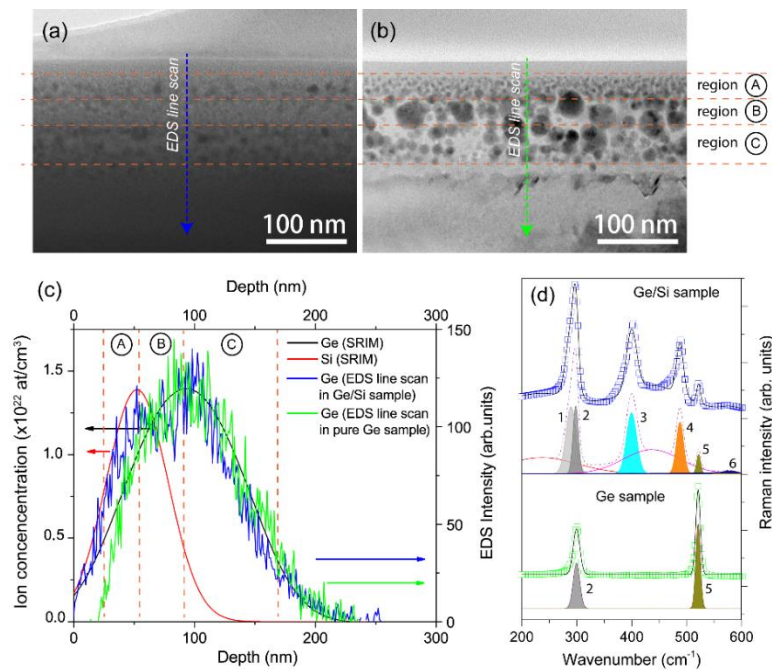 (a)
EDS line scan
100 nm
(b)
EDS line scan
100 nm
region A
region B
region C
(c)
Depth (nm)
0 100 200 300
Ion concencentration (x10²² at/cm³)
1.5
1.0
0.5
0.0
A B C
Ge (SRIM)
Si (SRIM)
Ge (EDS line scan
in Ge/Si sample)
Ge (EDS line scan
in pure Ge sample)
150
100
50
0
EDS Intensity (arb.units)
0 100 200 300
Depth (nm)
(d)
Ge/Si sample
1 2 3 4 5 6
Ge sample
2 5
Raman intensity (arb. units)
200 300 400 500 600
Wavenumber (cm⁻¹)